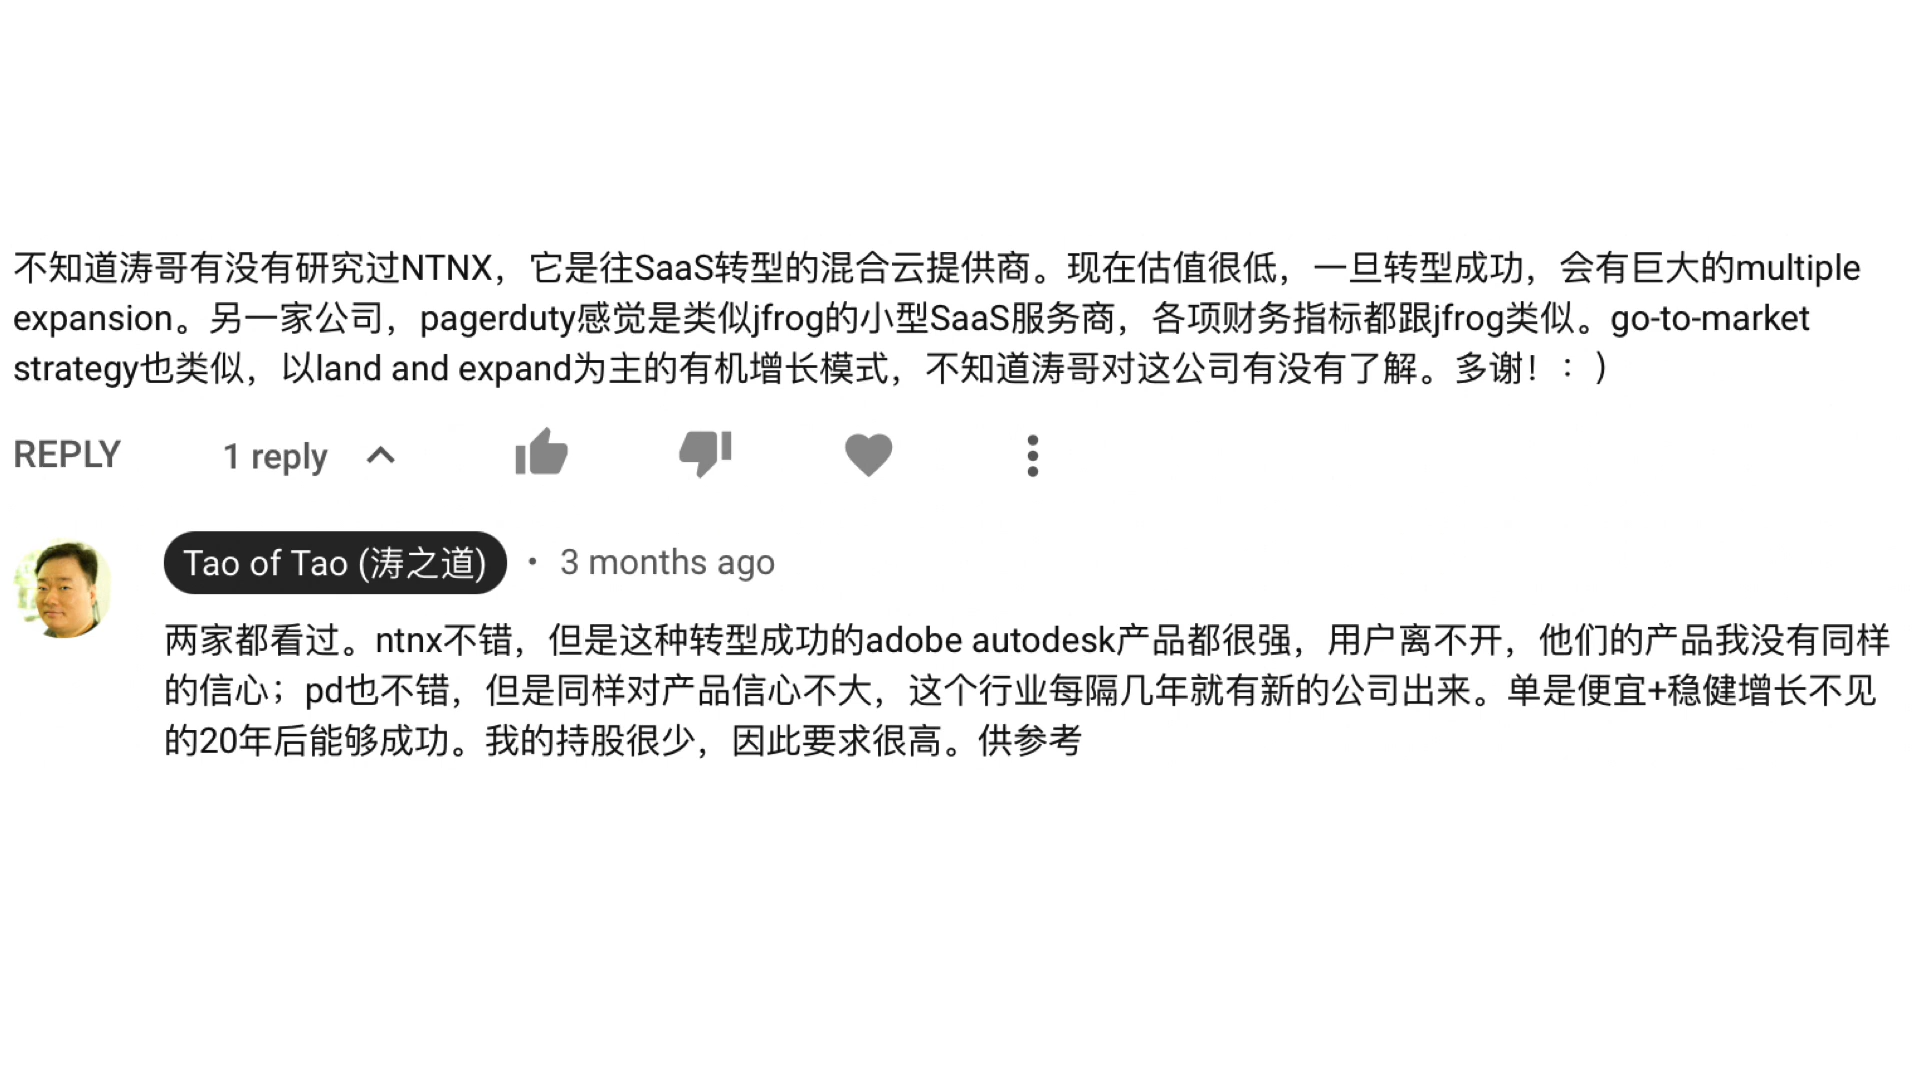 不知道涛哥有没有研究过NTNX，它是往SaaS转型的混合云提供商。现在估值很低，一旦转型成功，会有巨大的multiple
expansion。另一家公司，pagerduty感觉是类似jfrog的小型SaaS服务商，各项财务指标都跟jfrog类似。go-to-market
strategy也类似，以land and expand为主的有机增长模式，不知道涛哥对这公司有没有了解。多谢！：）
REPLY 1 reply
Tao of Tao (涛之道) • 3 months ago
两家都看过。ntnx不错，但是这种转型成功的adobe autodesk产品都很强，用户离不开，他们的产品我没有同样
的信心；pd也不错，但是同样对产品信心不大，这个行业每隔几年就有新的公司出来。单是便宜+稳健增长不见
的20年后能够成功。我的持股很少，因此要求很高。供参考